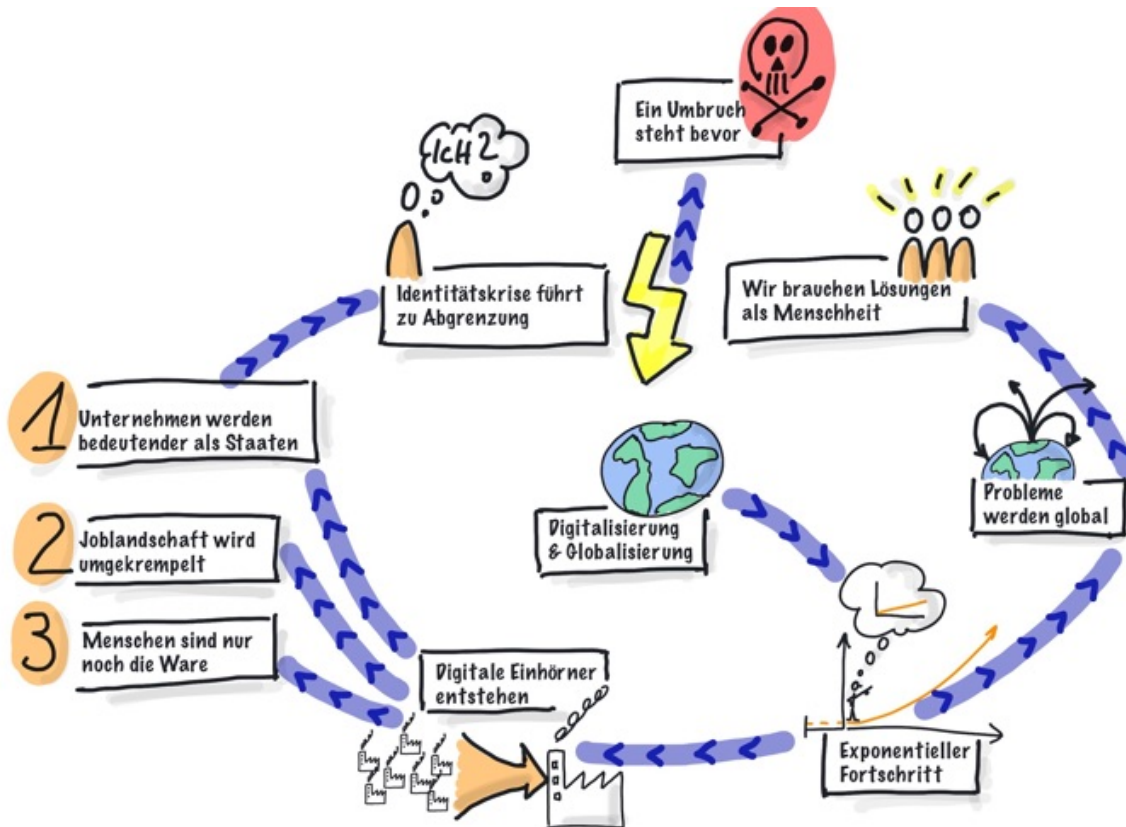 Ein Umbruch
steht bevor
ICH?
Identitätskrise führt
zu Abgrenzung
Wir brauchen Lösungen
als Menschheit
1
Unternehmen werden
bedeutender als Staaten
2
Joblandschaft wird
umgekrempelt
3
Menschen sind nur
noch die Ware
Digitalisierung
& Globalisierung
Probleme
werden global
Digitale Einhörner
entstehen
Exponentieller
Fortschritt